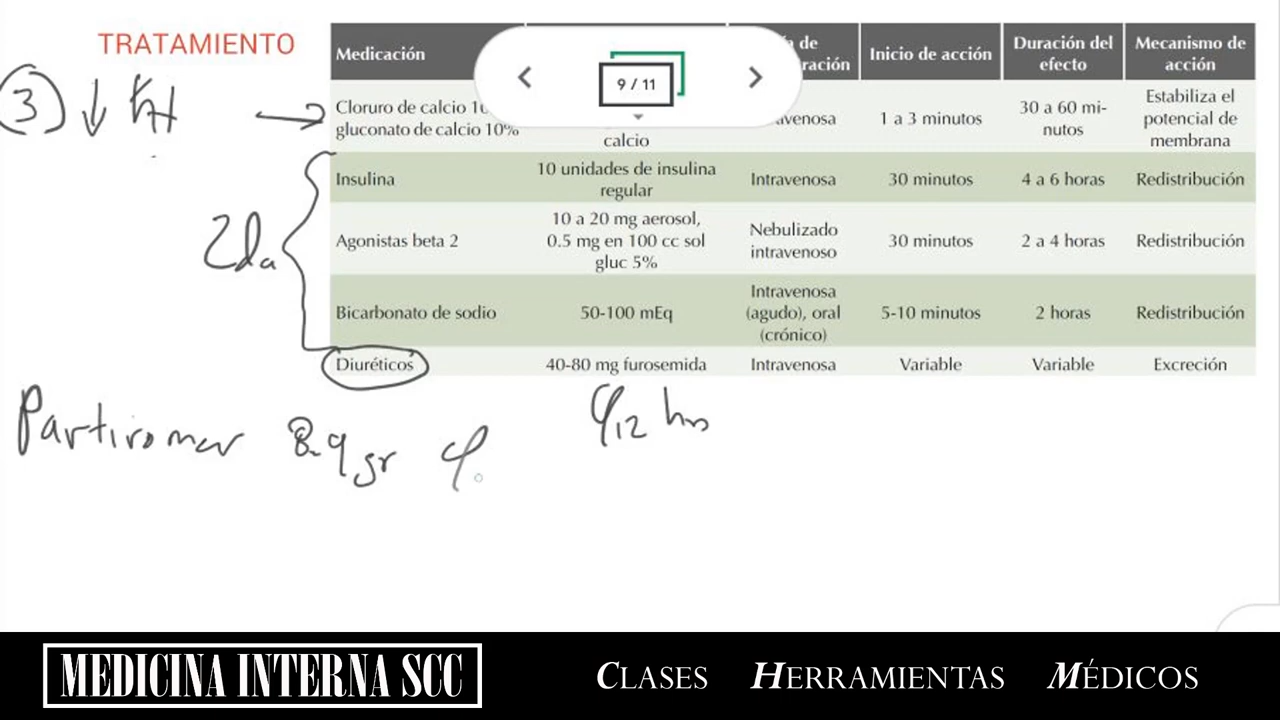 TRATAMIENTO
Medicación
de
ración
Inicio de acción
Duración del efecto
Mecanismo de acción
9 / 11
3 ↓
Cloruro de calcio 10
gluconato de calcio 10%
calcio
avenosa
1 a 3 minutos
30 a 60 mi-
nutos
Estabiliza el
potencial de
membrana
2da
Insulina
10 unidades de insulina
regular
Intravenosa
30 minutos
4 a 6 horas
Redistribución
Agonistas beta 2
10 a 20 mg aerosol,
0.5 mg en 100 cc sol
gluc 5%
Nebulizado
intravenoso
30 minutos
2 a 4 horas
Redistribución
Bicarbonato de sodio
50-100 mEq
Intravenosa
(agudo), oral
(crónico)
5-10 minutos
2 horas
Redistribución
Diuréticos
40-80 mg furosemida
Intravenosa
Variable
Variable
Excreción
12 hrs
Partiromer 8.4 gr
MEDICINA INTERNA SCC
CLASES HERRAMIENTAS MÉDICOS